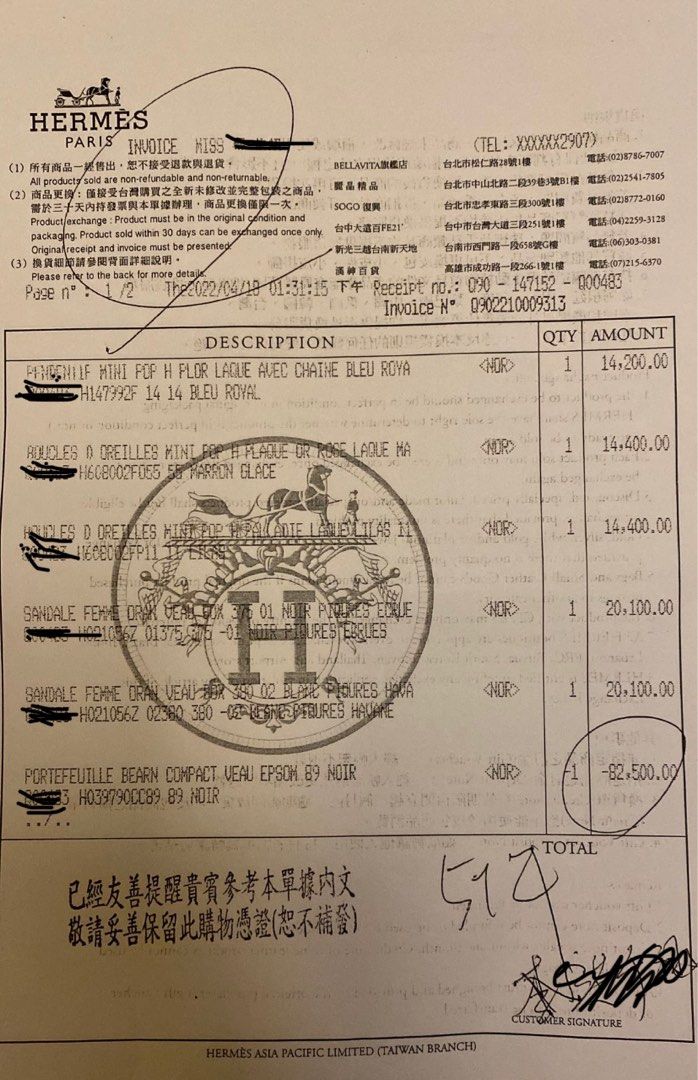 HERMÈS
PARIS
INVOICE MISS
(TEL: XXXXXX2907)
(1) 所有商品一經售出,恕不接受退款與退貨。
All products sold are non-refundable and non-returnable.
(2) 商品更換:僅接受台灣購買之全新未修改並完整包裝之商品,
需於三十天內持發票與本單據辦理,商品更換僅限一次。
Product exchange : Product must be in the original condition and
packaging. Product sold within 30 days can be exchanged once only.
Original receipt and invoice must be presented.
(3) 換貨細節請參閱背面詳細說明。
Please refer to the back for more details.
BELLAVITA旗艦店 台北市松仁路28號1樓 電話:(02)8786-7007
麗晶精品 台北市中山北路二段39巷3號B1樓 電話:(02)2541-7805
SOGO 復興 台北市忠孝東路三段300號1樓 電話:(02)8772-0160
台中大遠百FE21' 台中市台灣大道三段251號1樓 電話:(04)2259-3128
新光三越台南新天地 台南市西門路一段658號G樓 電話:(06)303-0381
漢神百貨 高雄市成功路一段266-1號1樓 電話:(07)215-6370
Page n° : 1 /2 The2022/04/18 01:31:15 下午 Receipt no.: Q90 - 147152 - Q00483
Invoice N° Q902210009313
DESCRIPTION QTY AMOUNT
PENDENTIF MINI POP H PLQR LAQUE AVEC CHAINE BLEU ROYA <NOR> 1 14,200.00
H147992F 14 14 BLEU ROYAL
BOUCLES D OREILLES MINI POP H PLAQUE OR ROSE LAQUE MA <NOR> 1 14,400.00
H608002FO55 55 MARRON GLACE
BOUCLES D OREILLES MINI POP H PALLADIE LAQUE LILAS 11 <NOR> 1 14,400.00
H608002FP11 11 LILAS
SANDALE FEMME ORAN VEAU BOX 375 01 NOIR PIQURES ECRUE <NOR> 1 20,100.00
H021056Z 01375 375 -01 NOIR PIQURES ECRUES
SANDALE FEMME ORAN VEAU BOX 380 02 BLANC PIQURES HAVA <NOR> 1 20,100.00
H021056Z 02380 380 -02 BLANC PIQURES HAVANE
PORTEFEUILLE BEARN COMPACT VEAU EPSOM 89 NOIR <NOR> -1 -82,500.00
H039790CC89 89 NOIR
../..
H
TOTAL
已經友善提醒貴賓參考本單據內文
敬請妥善保留此購物憑證(恕不補發)
CUSTOMER SIGNATURE
HERMÈS ASIA PACIFIC LIMITED (TAIWAN BRANCH)